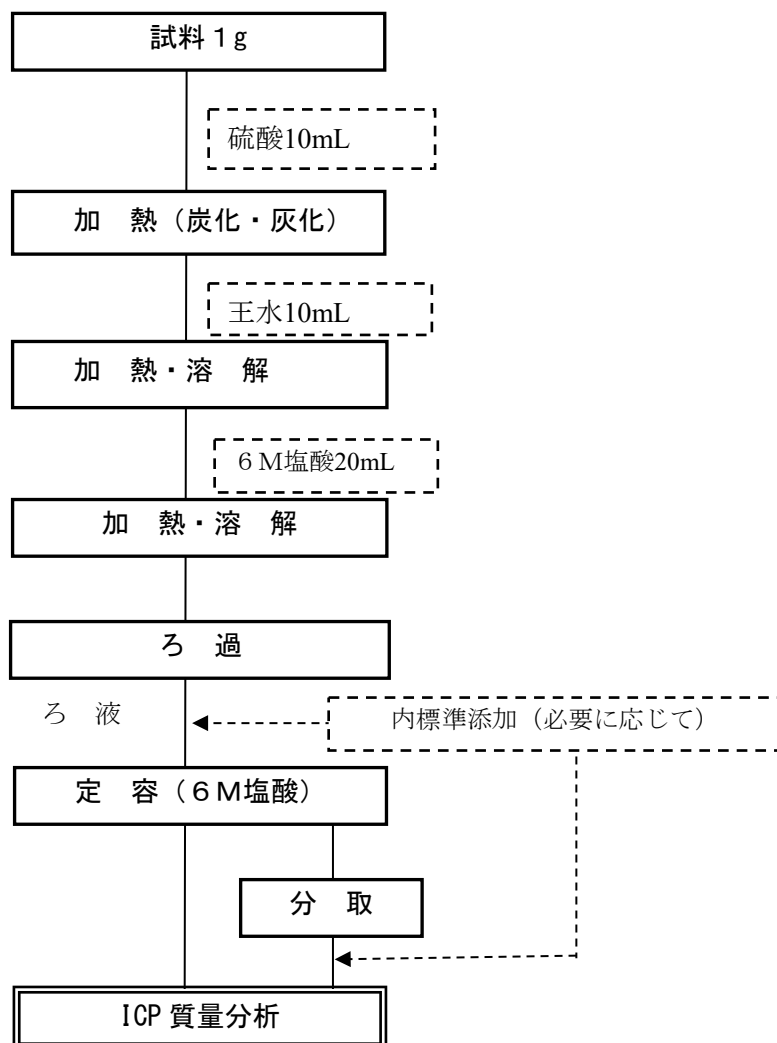 試料１g
硫酸10mL
加　熱（炭化・灰化）
王水10mL
加　熱・溶　解
６Ｍ塩酸20mL
加　熱・溶　解
ろ　過
ろ　液
内標準添加（必要に応じて）
定　容（６Ｍ塩酸）
分　取
ICP 質量分析